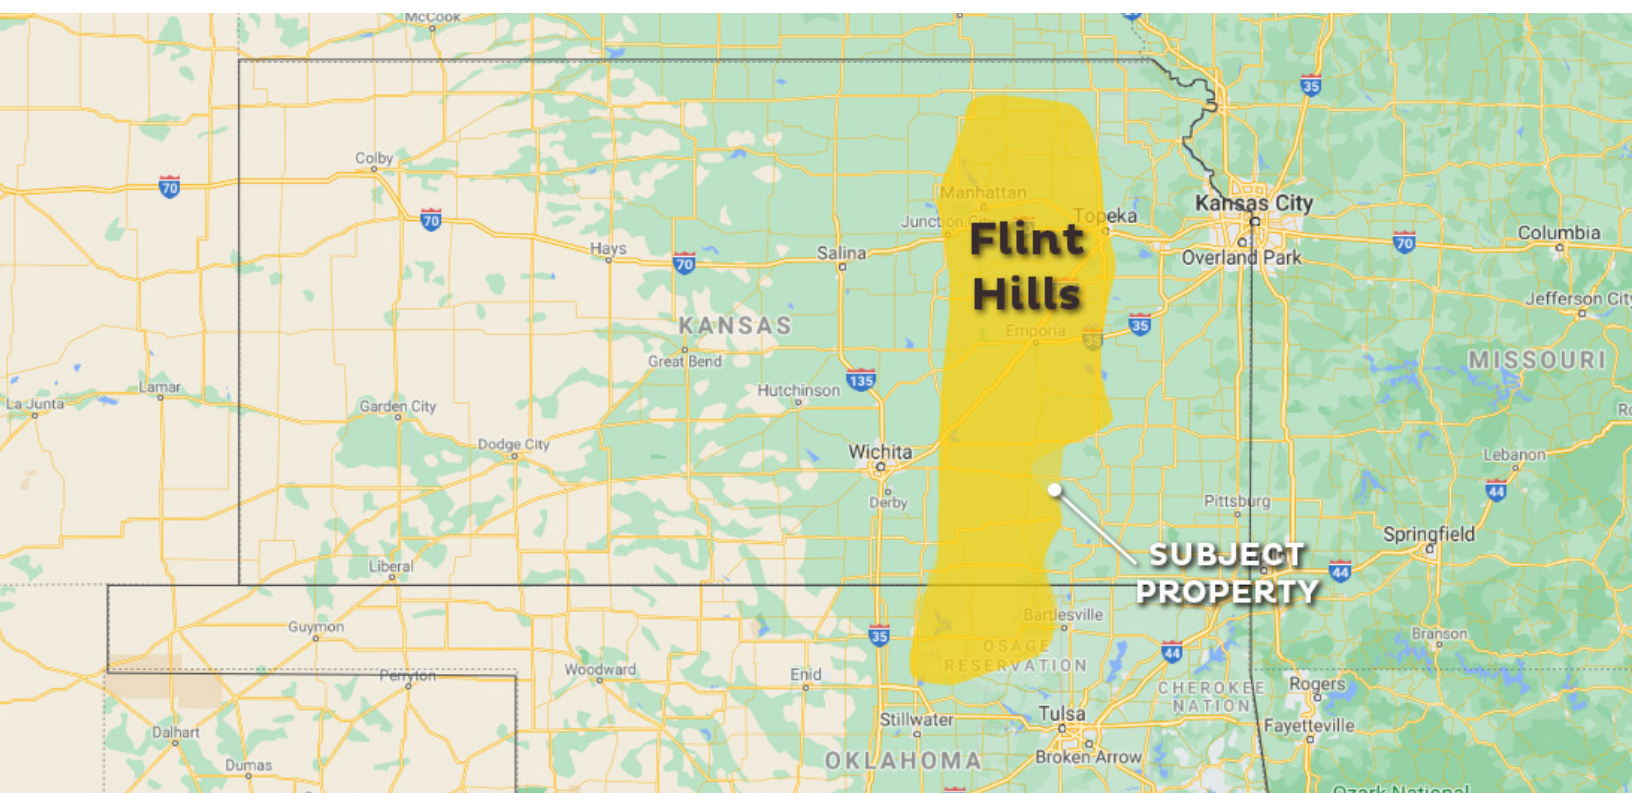 McCook
35
Colby
70
70
Manhattan
Junction City
Topeka
Kansas City
Flint
Hills
Hays
70
Salina
Overland Park
70
Columbia
Jefferson City
KANSAS
Emporia
35
35
Great Bend
MISSOURI
Lamar
La Junta
Garden City
Hutchinson
135
Dodge City
Wichita
Lebanon
Derby
Pittsburg
44
Springfield
SUBJECT
PROPERTY
Liberal
44
Guymon
Bartlesville
35
OSAGE
RESERVATION
44
Branson
Perryton
Woodward
Enid
CHEROKEE
NATION
Rogers
Stillwater
Tulsa
Fayetteville
Dalhart
Dumas
OKLAHOMA
Broken Arrow
Ozark National